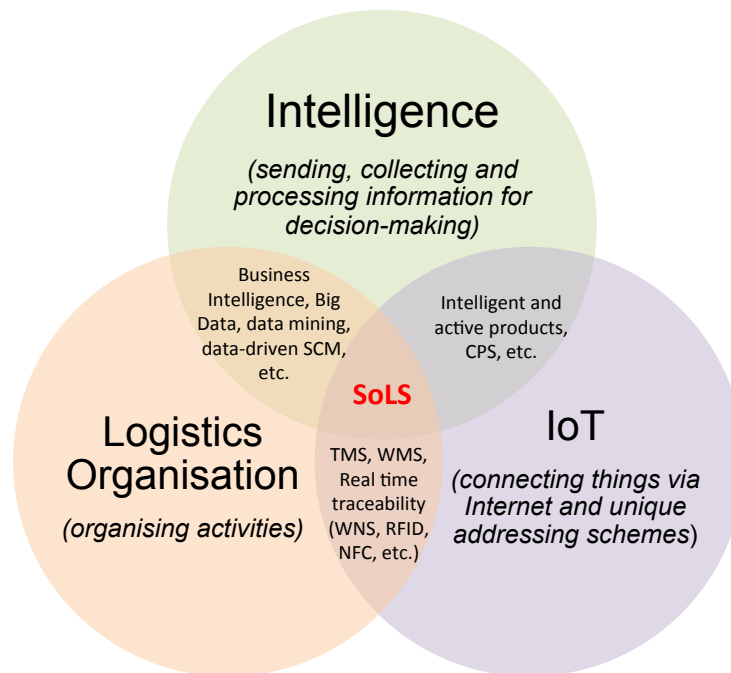 Intelligence
(sending, collecting and
processing information for
decision-making)
Business
Intelligence, Big
Data, data mining,
data-driven SCM,
etc.
Intelligent and
active products,
CPS, etc.
SoLS
Logistics
Organisation
(organising activities)
TMS, WMS,
Real time
traceability
(WNS, RFID,
NFC, etc.)
IoT
(connecting things via
Internet and unique
addressing schemes)